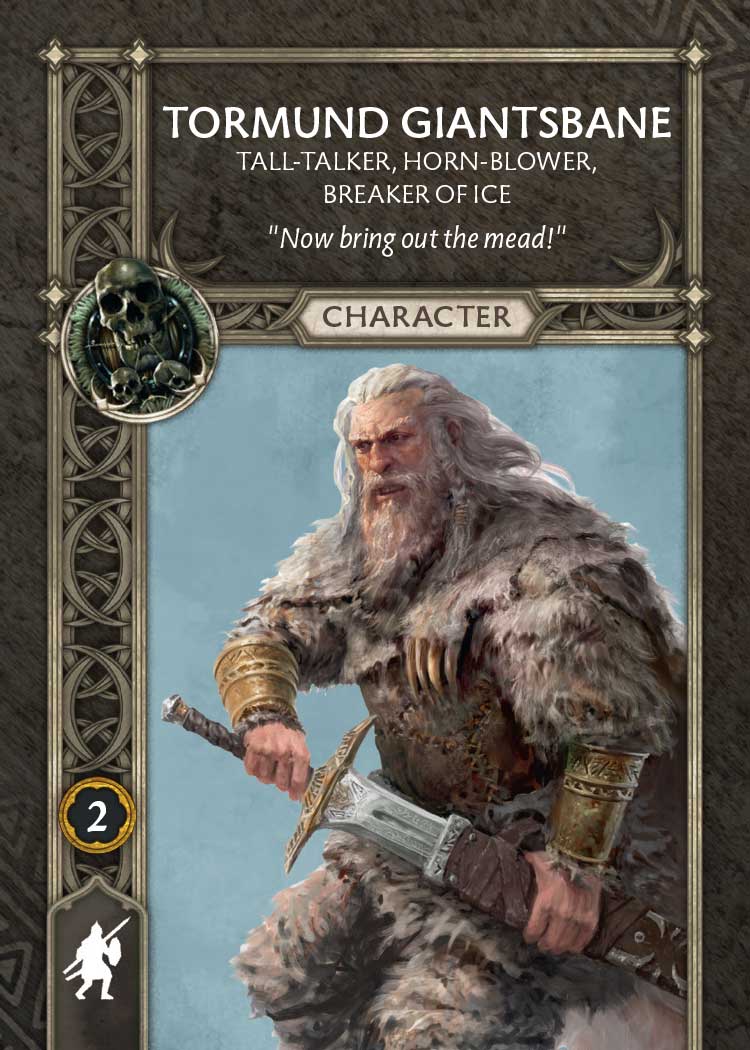 TORMUND GIANTSBANE
TALL-TALKER, HORN-BLOWER,
BREAKER OF ICE
"Now bring out the mead!"
CHARACTER
2